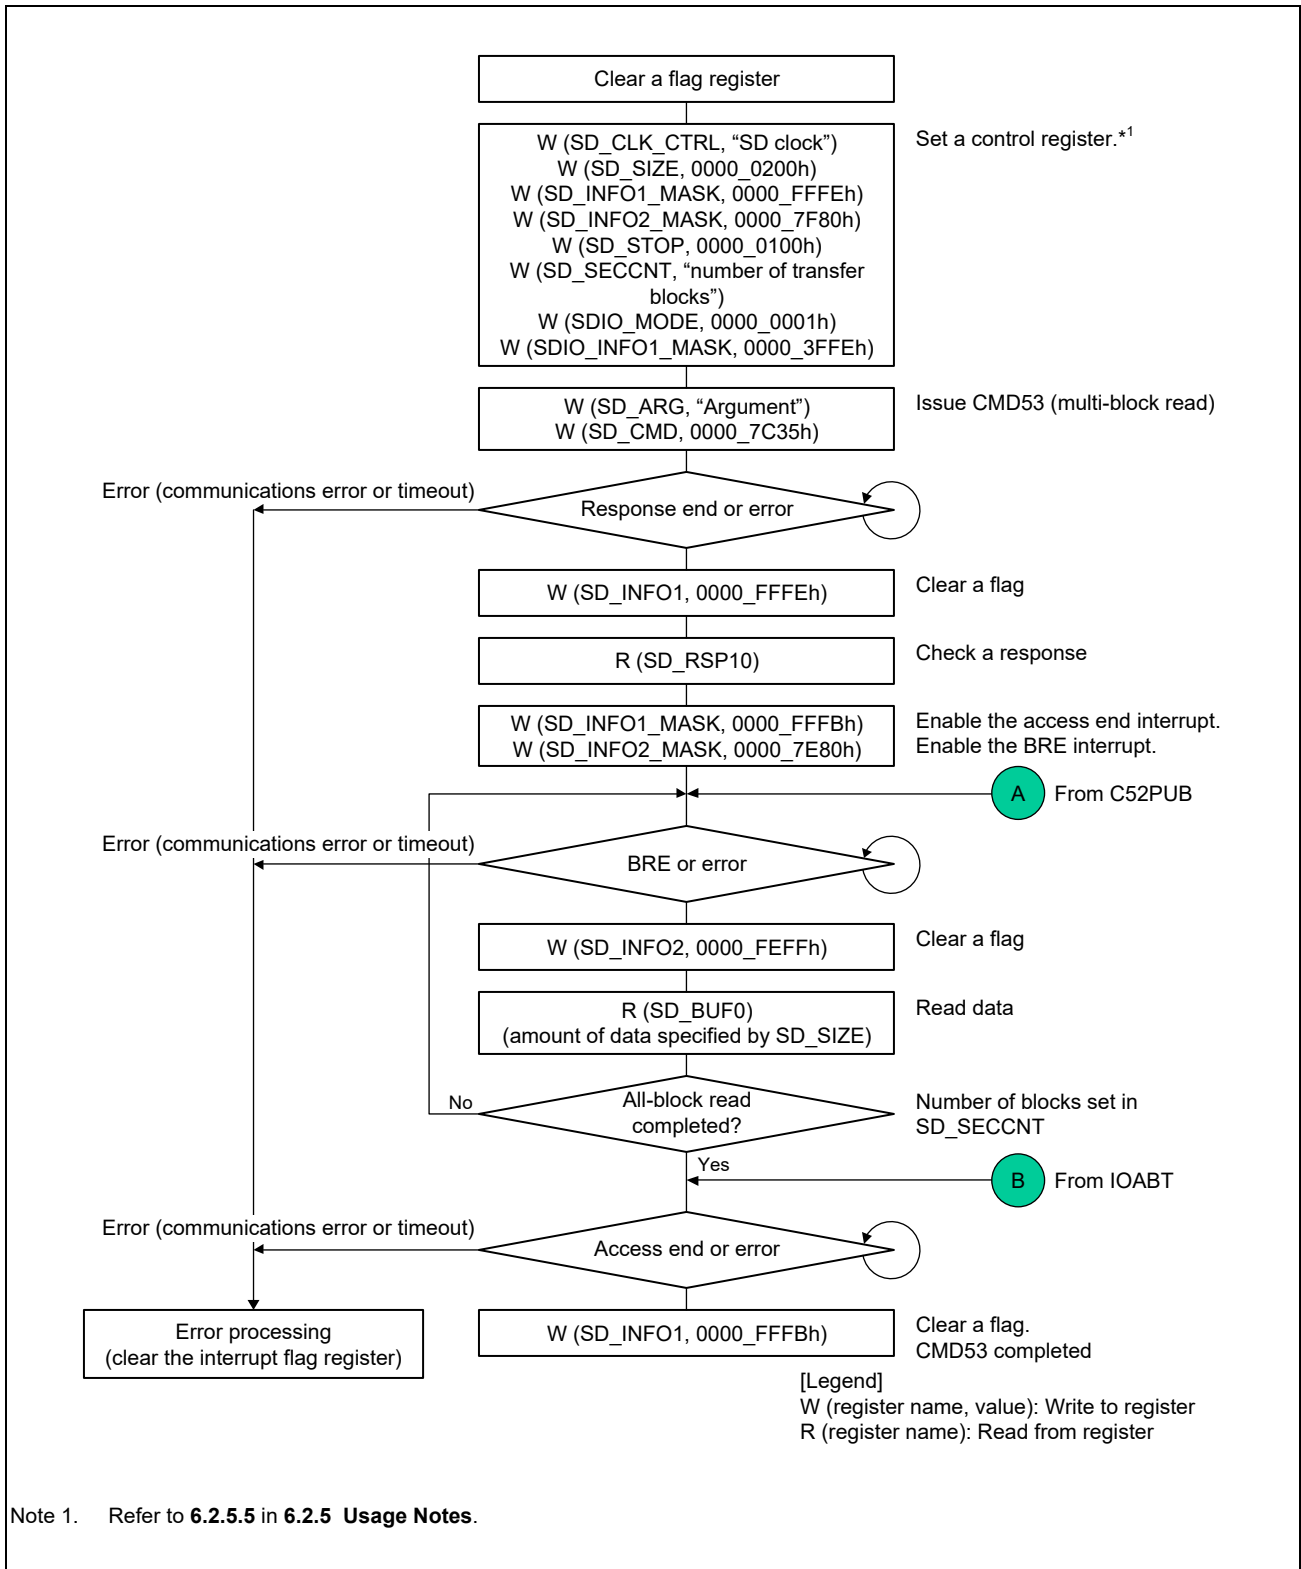 Clear a flag register
W (SD_CLK_CTRL, “SD clock”)
W (SD_SIZE, 0000_0200h)
W (SD_INFO1_MASK, 0000_FFFEh)
W (SD_INFO2_MASK, 0000_7F80h)
W (SD_STOP, 0000_0100h)
W (SD_SECCNT, “number of transfer
blocks”)
W (SDIO_MODE, 0000_0001h)
W (SDIO_INFO1_MASK, 0000_3FFEh)
Set a control register.*1
W (SD_ARG, “Argument”)
W (SD_CMD, 0000_7C35h)
Issue CMD53 (multi-block read)
Error (communications error or timeout)
Response end or error
W (SD_INFO1, 0000_FFFEh)
Clear a flag
R (SD_RSP10)
Check a response
W (SD_INFO1_MASK, 0000_FFFBh)
W (SD_INFO2_MASK, 0000_7E80h)
Enable the access end interrupt.
Enable the BRE interrupt.
A
From C52PUB
Error (communications error or timeout)
BRE or error
W (SD_INFO2, 0000_FEFFh)
Clear a flag
R (SD_BUF0)
(amount of data specified by SD_SIZE)
Read data
No
All-block read
completed?
Number of blocks set in
SD_SECCNT
Yes
B
From IOABT
Error (communications error or timeout)
Access end or error
Error processing
(clear the interrupt flag register)
W (SD_INFO1, 0000_FFFBh)
Clear a flag.
CMD53 completed
[Legend]
W (register name, value): Write to register
R (register name): Read from register
Note 1. Refer to 6.2.5.5 in 6.2.5 Usage Notes.